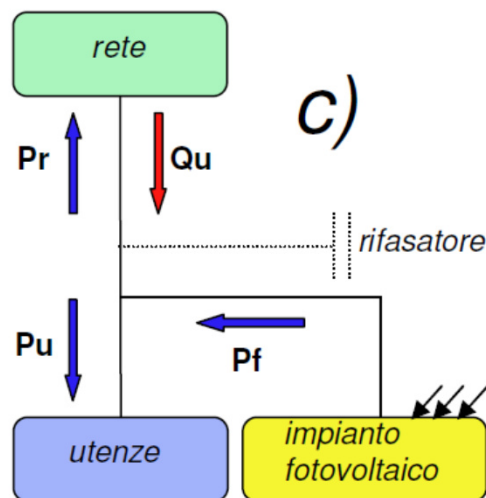 rete
c)
Pr
Qu
rifasatore
Pu
Pf
utenze
impianto
fotovoltaico